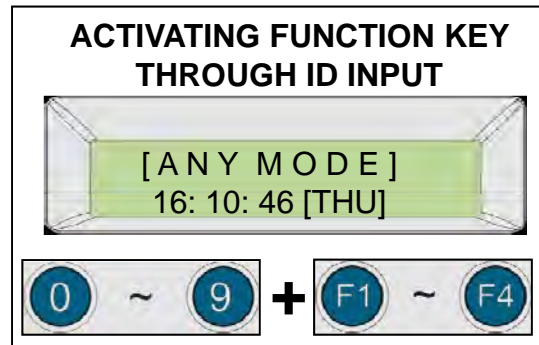 ACTIVATING FUNCTION KEY
THROUGH ID INPUT
[ANY MODE]
16: 10: 46 [THU]
0 ~ 9 + F1 ~ F4